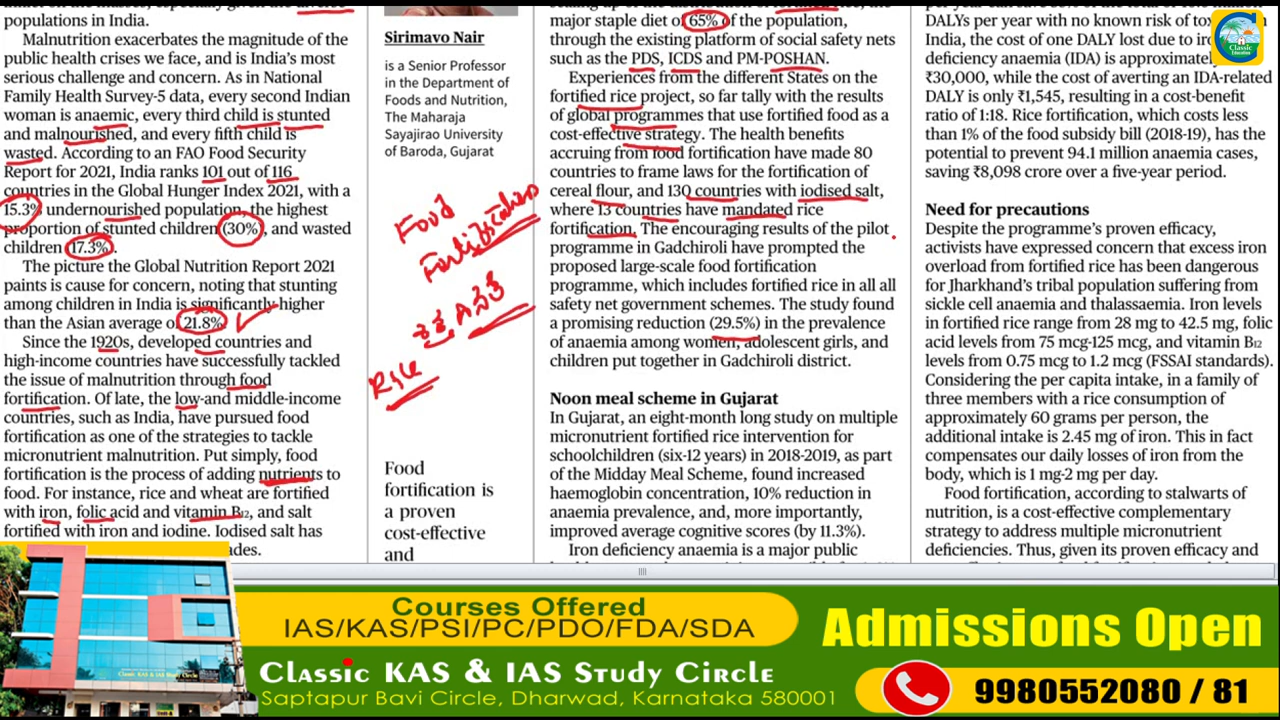 populations in India.
Malnutrition exacerbates the magnitude of the
public health crises we face, and is India's most
serious challenge and concern. As in National
Family Health Survey-5 data, every second Indian
woman is anaemic, every third child is stunted
and malnourished, and every fifth child is
wasted. According to an FAO Food Security
Report for 2021, India ranks 101 out of 116
countries in the Global Hunger Index 2021, with a
15.3% undernourished population, the highest
proportion of stunted children (30%), and wasted
children (17.3%).
The picture the Global Nutrition Report 2021
paints is cause for concern, noting that stunting
among children in India is significantly higher
than the Asian average of 21.8%.
Since the 1920s, developed countries and
high-income countries have successfully tackled
the issue of malnutrition through food
fortification. Of late, the low-and middle-income
countries, such as India, have pursued food
fortification as one of the strategies to tackle
micronutrient malnutrition. Put simply, food
fortification is the process of adding nutrients to
food. For instance, rice and wheat are fortified
with iron, folic acid and vitamin B12, and salt
fortified with iron and iodine. Iodised salt has
Sirimavo Nair
is a Senior Professor
in the Department of
Foods and Nutrition,
The Maharaja
Sayajirao University
of Baroda, Gujarat
Food
Fortification
Rice
Food
fortification is
a proven
cost-effective
and
major staple diet of 65% of the population,
through the existing platform of social safety nets
such as the PDS, ICDS and PM-POSHAN.
Experiences from the different States on the
fortified rice project, so far tally with the results
of global programmes that use fortified food as a
cost-effective strategy. The health benefits
accruing from food fortification have made 80
countries to frame laws for the fortification of
cereal flour, and 130 countries with iodised salt,
where 13 countries have mandated rice
fortification. The encouraging results of the pilot
programme in Gadchiroli have prompted the
proposed large-scale food fortification
programme, which includes fortified rice in all all
safety net government schemes. The study found
a promising reduction (29.5%) in the prevalence
of anaemia among women, adolescent girls, and
children put together in Gadchiroli district.
Noon meal scheme in Gujarat
In Gujarat, an eight-month long study on multiple
micronutrient fortified rice intervention for
schoolchildren (six-12 years) in 2018-2019, as part
of the Midday Meal Scheme, found increased
haemoglobin concentration, 10% reduction in
anaemia prevalence, and, more importantly,
improved average cognitive scores (by 11.3%).
Iron deficiency anaemia is a major public
DALYs per year with no known risk of
India, the cost of one DALY lost due to
deficiency anaemia (IDA) is approximately
₹30,000, while the cost of averting an IDA-related
DALY is only ₹1,545, resulting in a cost-benefit
ratio of 1:18. Rice fortification, which costs less
than 1% of the food subsidy bill (2018-19), has the
potential to prevent 94.1 million anaemia cases,
saving ₹8,098 crore over a five-year period.
Need for precautions
Despite the programme's proven efficacy,
activists have expressed concern that excess iron
overload from fortified rice has been dangerous
for Jharkhand's tribal population suffering from
sickle cell anaemia and thalassaemia. Iron levels
in fortified rice range from 28 mg to 42.5 mg, folic
acid levels from 75 mcg-125 mcg, and vitamin B12
levels from 0.75 mcg to 1.2 mcg (FSSAI standards).
Considering the per capita intake, in a family of
three members with a rice consumption of
approximately 60 grams per person, the
additional intake is 2.45 mg of iron. This in fact
compensates our daily losses of iron from the
body, which is 1 mg-2 mg per day.
Food fortification, according to stalwarts of
nutrition, is a cost-effective complementary
strategy to address multiple micronutrient
deficiencies. Thus, given its proven efficacy and
Classic
Education
Courses Offered
IAS/KAS/PSI/PC/PDO/FDA/SDA
Classic KAS & IAS Study Circle
Saptapur Bavi Circle, Dharwad, Karnataka 580001
Admissions Open
9980552080 / 81